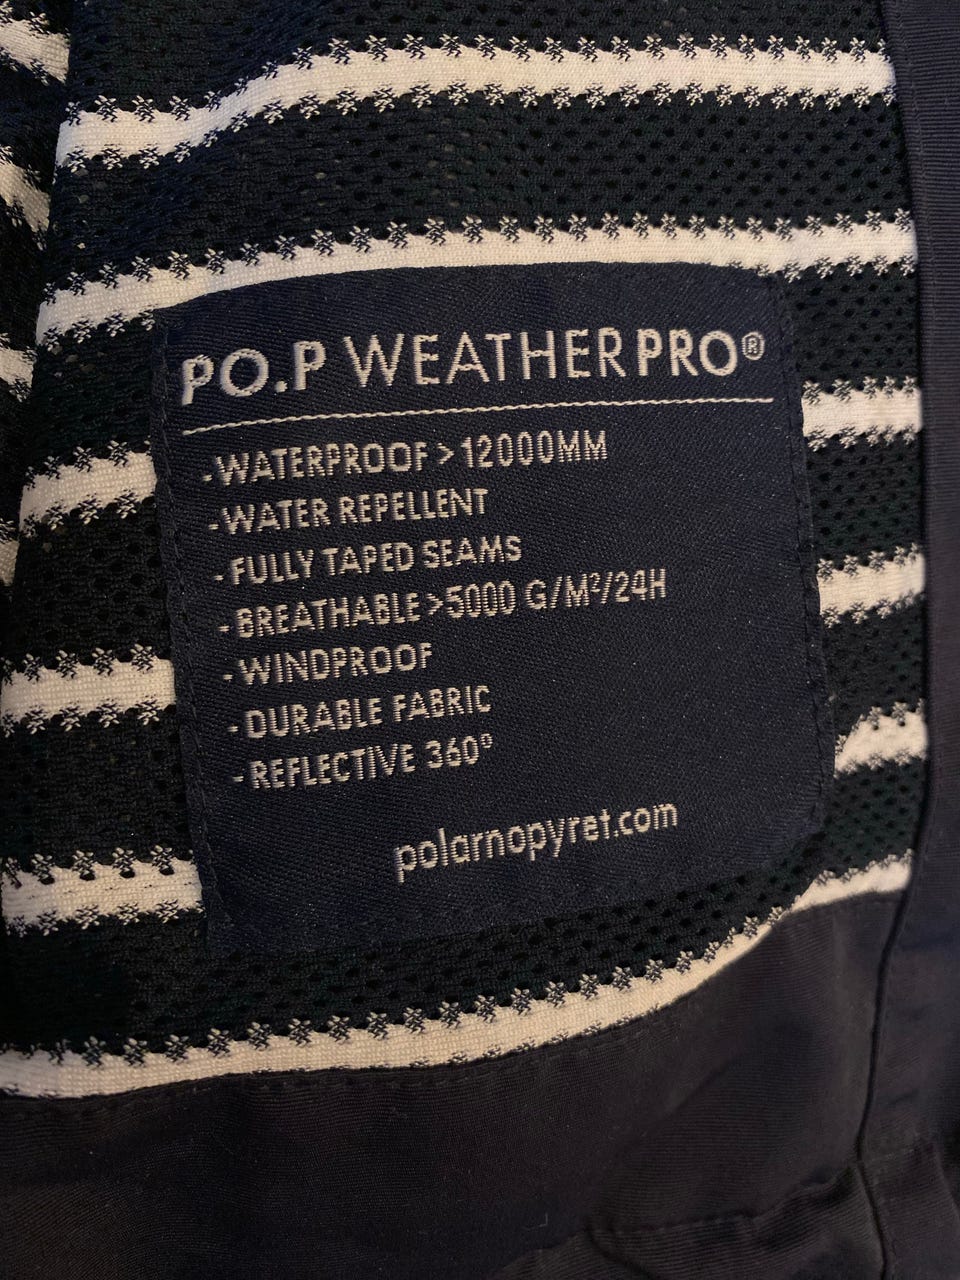 PO.P WEATHERPRO®
-WATERPROOF > 12000MM
-WATER REPELLENT
-FULLY TAPED SEAMS
-BREATHABLE >5000 G/M²/24H
-WINDPROOF
-DURABLE FABRIC
-REFLECTIVE 360°
polarnopyret.com